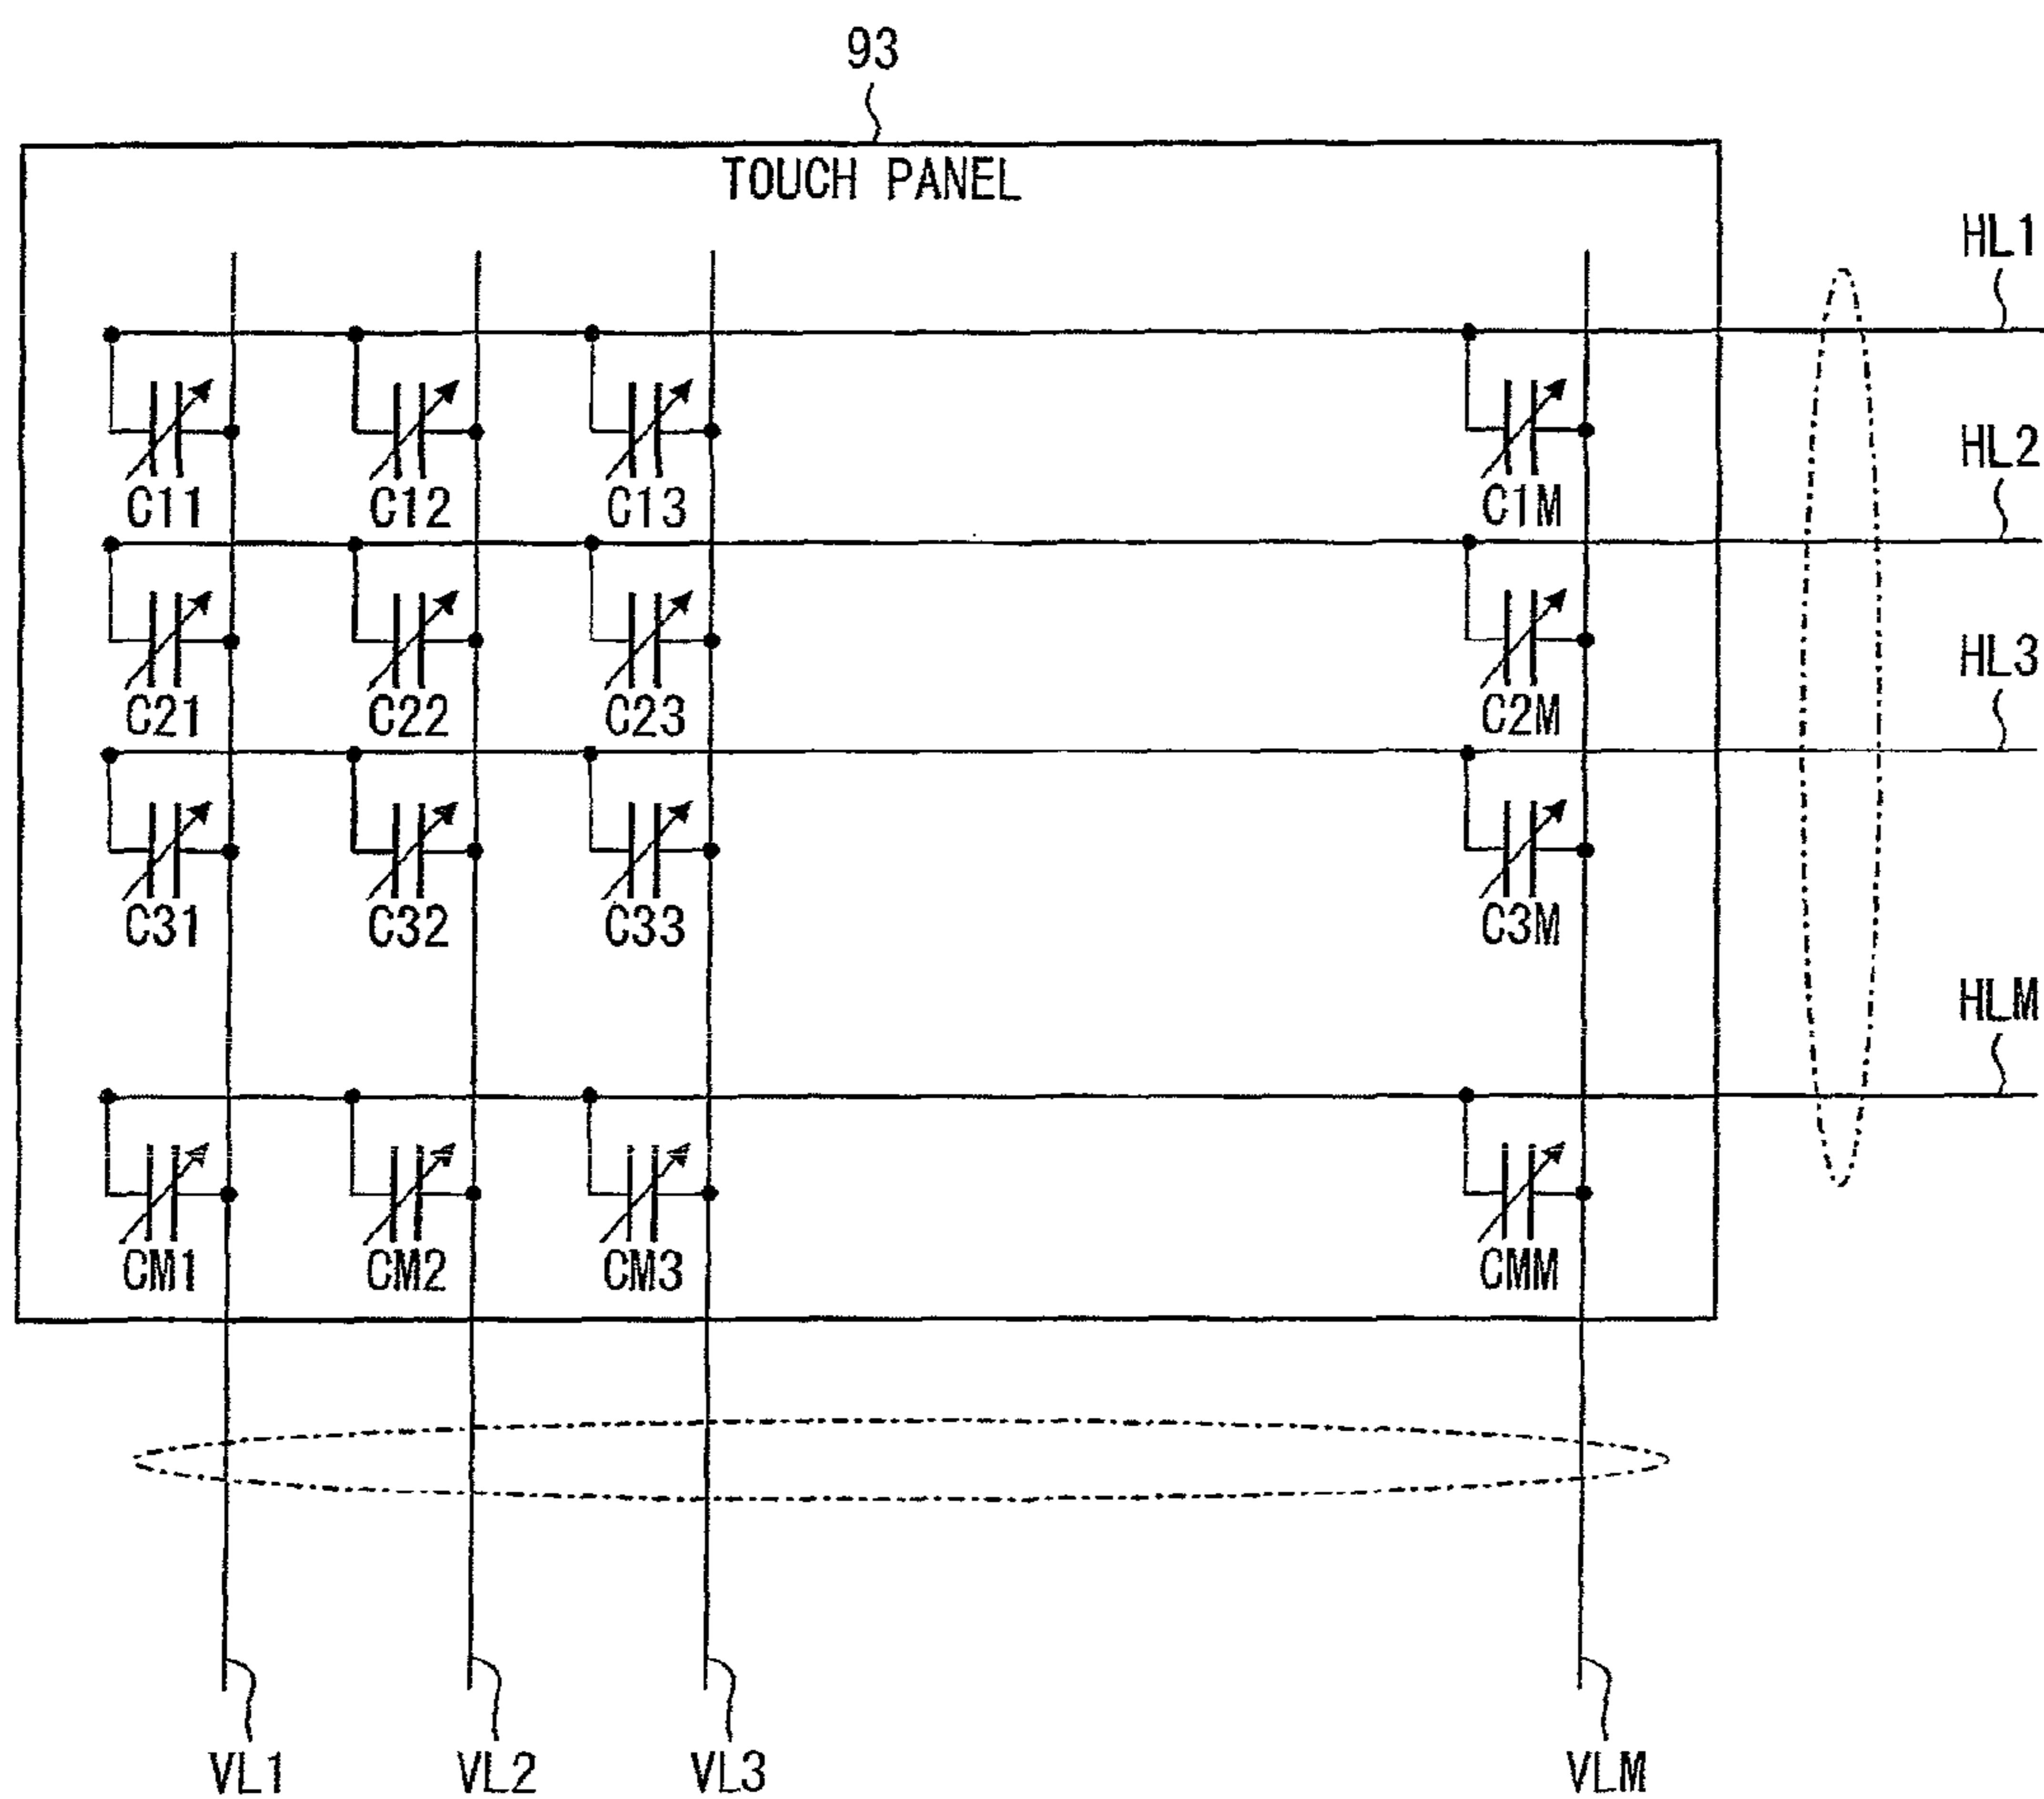 93
TOUCH PANEL
HL1
C11 C12 C13 C1M
HL2
C21 C22 C23 C2M
HL3
C31 C32 C33 C3M
HLM
CM1 CM2 CM3 CMM
VL1 VL2 VL3 VLM